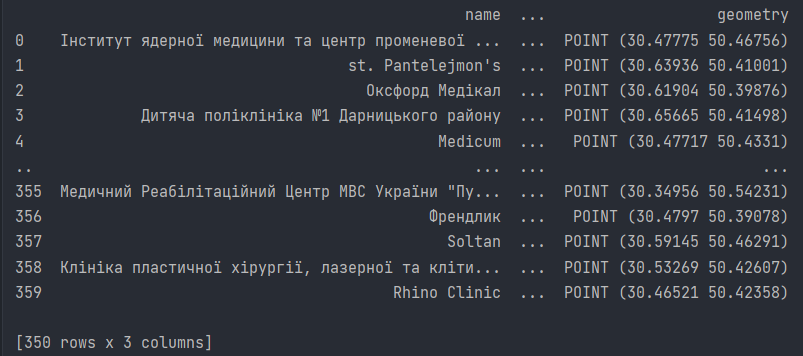 name ... geometry
0 Інститут ядерної медицини та центр променевої ... ... POINT (30.47775 50.46756)
1 st. Pantelejmon's ... POINT (30.63936 50.41001)
2 Оксфорд Медікал ... POINT (30.61904 50.39876)
3 Дитяча поліклініка №1 Дарницького району ... POINT (30.65665 50.41498)
4 Medicum ... POINT (30.47717 50.4331)
.. ... ... ...
355 Медичний Реабілітаційний Центр МВС України "Пу... ... POINT (30.34956 50.54231)
356 Френдлик ... POINT (30.4797 50.39078)
357 Soltan ... POINT (30.59145 50.46291)
358 Клініка пластичної хірургії, лазерної та кліти... ... POINT (30.53269 50.42607)
359 Rhino Clinic ... POINT (30.46521 50.42358)
[350 rows x 3 columns]